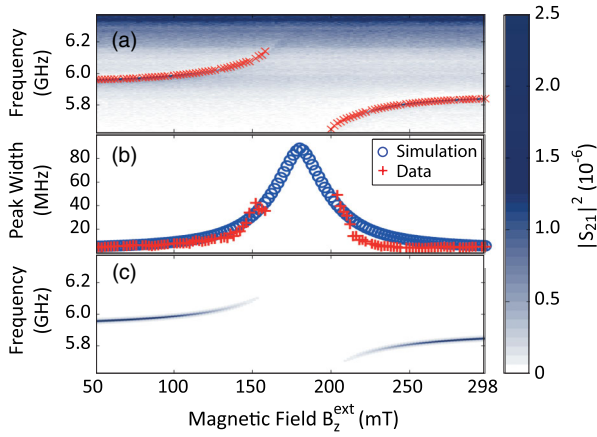 (a)
Frequency
(GHz)
6.2
6.0
5.8
(b)
Peak Width
(MHz)
80
60
40
20
Simulation
Data
(c)
Frequency
(GHz)
6.2
6.0
5.8
50 100 150 200 250 298
Magnetic Field B_z^ext (mT)
2.5
2.0
1.5
1.0
0.5
0
|S21|² (10⁻⁶)